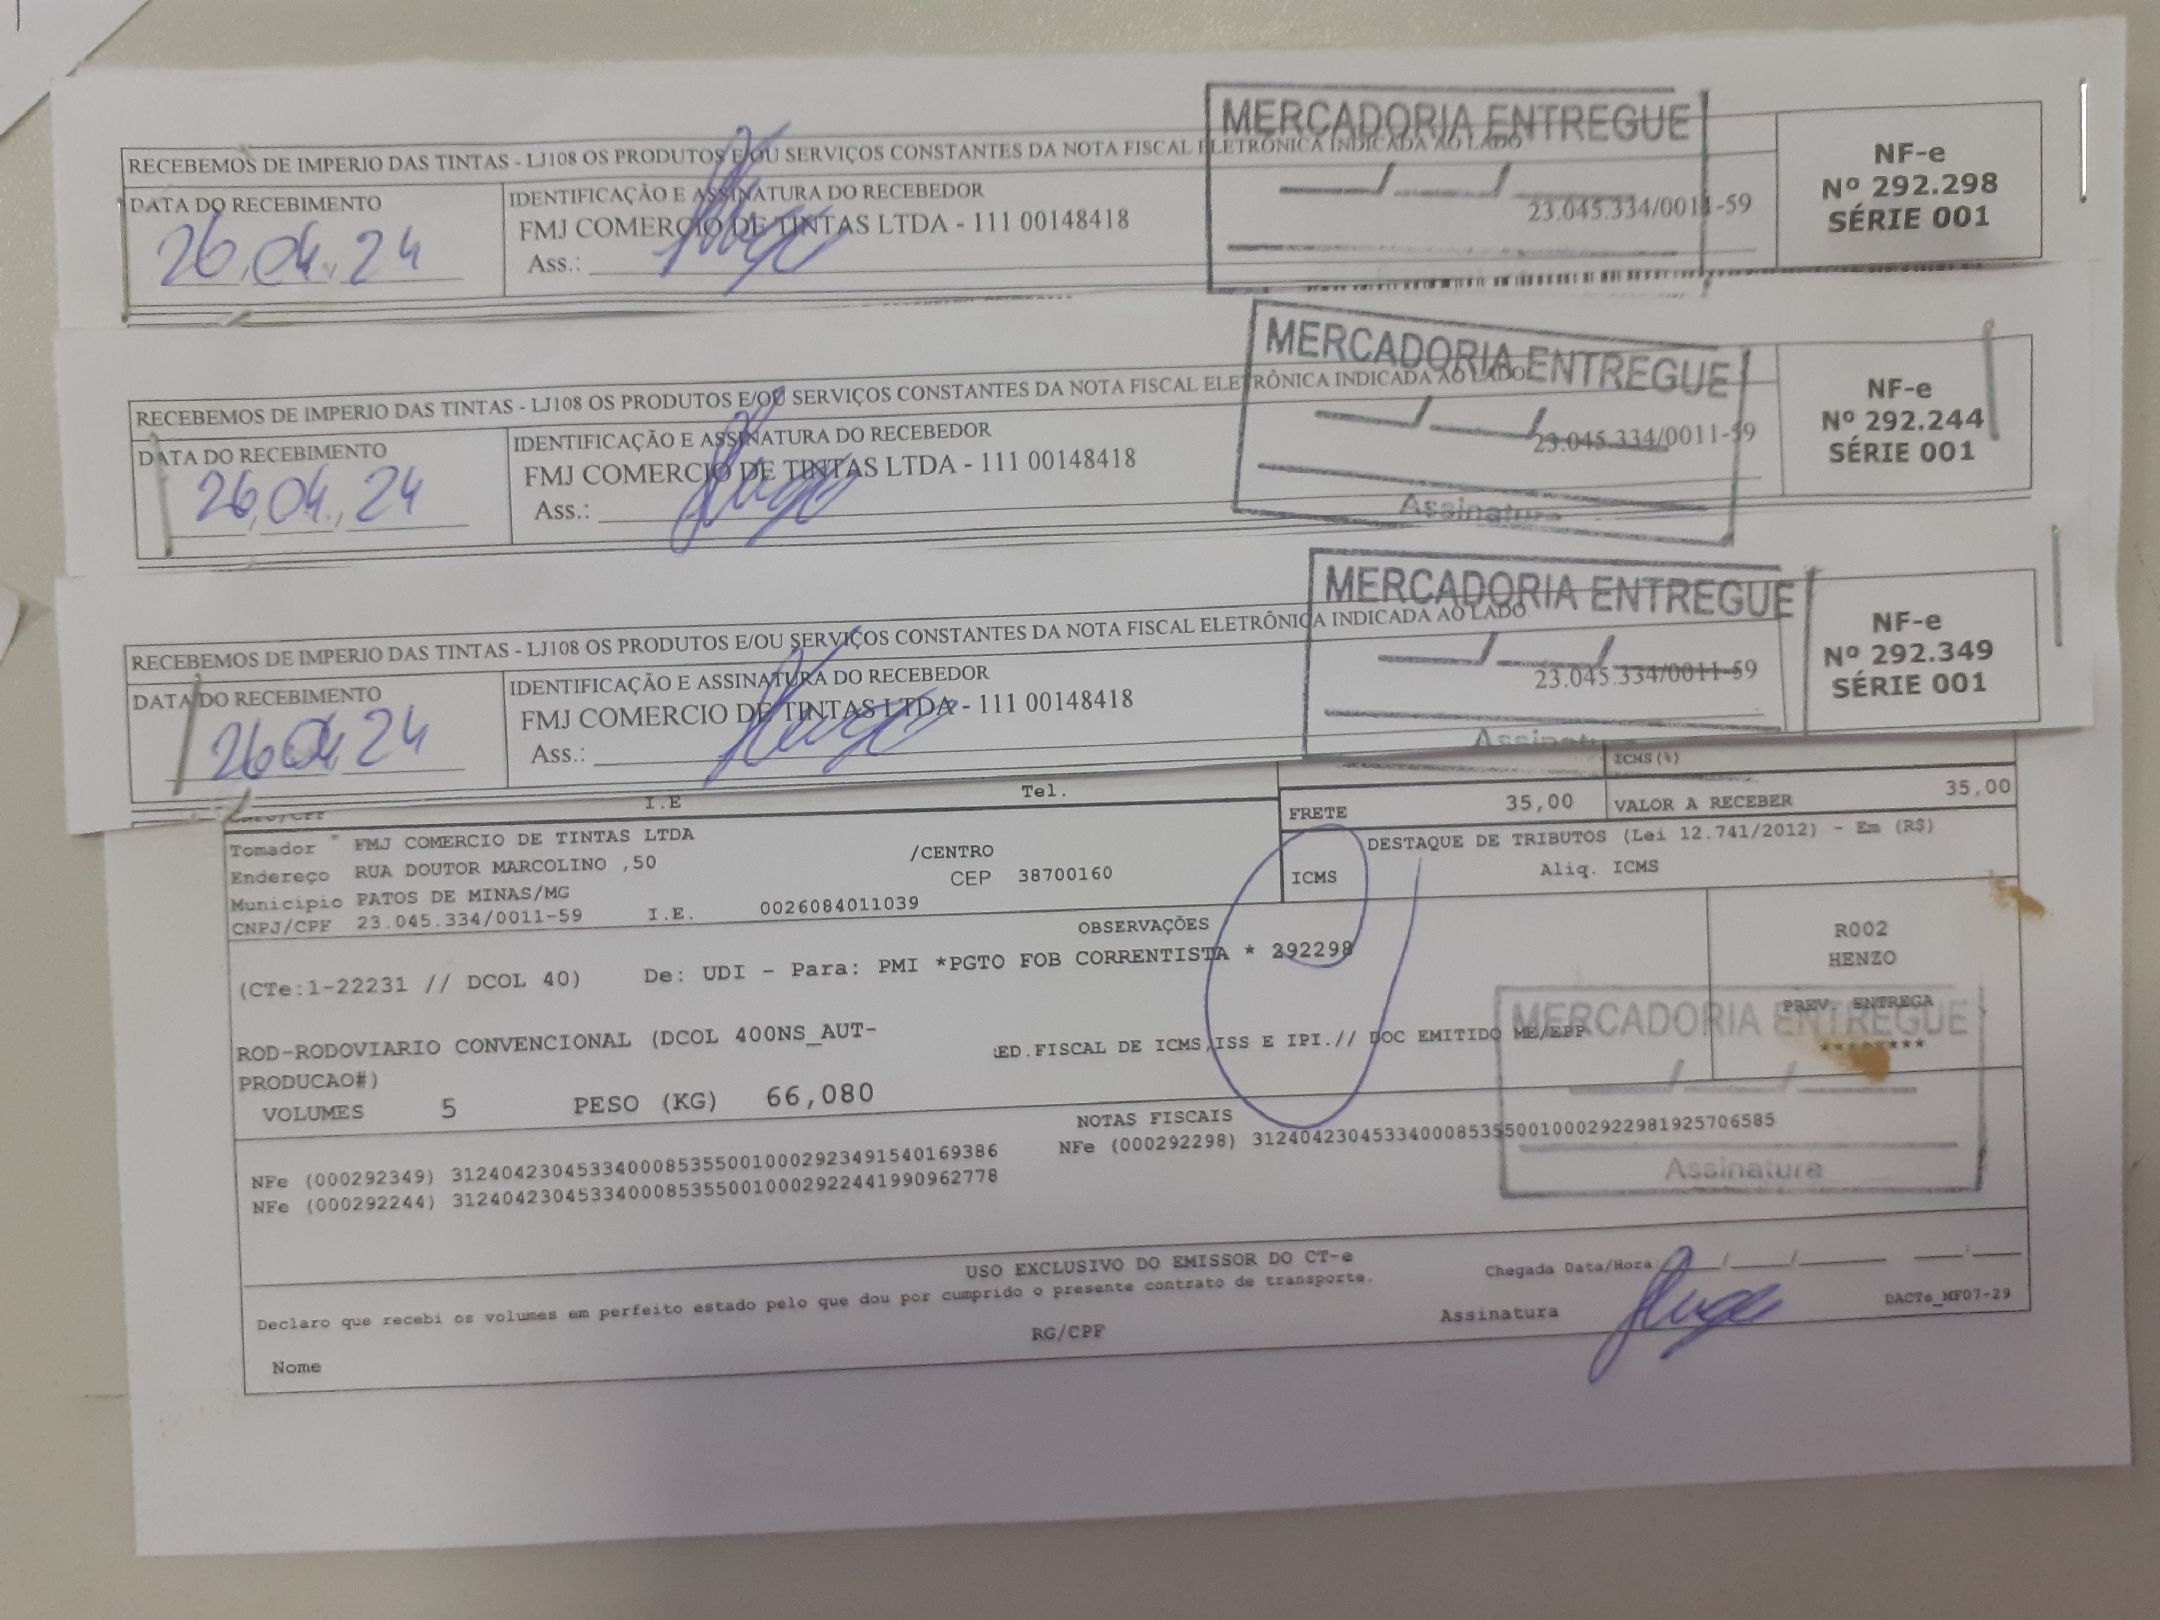 MERCADORIA ENTREGUE
RECEBEMOS DE IMPERIO DAS TINTAS - LJ108 OS PRODUTOS E/OU SERVIÇOS CONSTANTES DA NOTA FISCAL ELETRÔNICA INDICADA AO LADO
DATA DO RECEBIMENTO
26.04.24
IDENTIFICAÇÃO E ASSINATURA DO RECEBEDOR
FMJ COMERCIO DE TINTAS LTDA - 111 00148418
23.045.334/0011-59
Ass.:
NF-e
Nº 292.298
SÉRIE 001
MERCADORIA ENTREGUE
RECEBEMOS DE IMPERIO DAS TINTAS - LJ108 OS PRODUTOS E/OU SERVIÇOS CONSTANTES DA NOTA FISCAL ELETRÔNICA INDICADA AO LADO
DATA DO RECEBIMENTO
26.04.24
IDENTIFICAÇÃO E ASSINATURA DO RECEBEDOR
FMJ COMERCIO DE TINTAS LTDA - 111 00148418
23.045.334/0011-59
Ass.:
Assinatura
NF-e
Nº 292.244
SÉRIE 001
MERCADORIA ENTREGUE
RECEBEMOS DE IMPERIO DAS TINTAS - LJ108 OS PRODUTOS E/OU SERVIÇOS CONSTANTES DA NOTA FISCAL ELETRÔNICA INDICADA AO LADO
DATA DO RECEBIMENTO
26 04 24
IDENTIFICAÇÃO E ASSINATURA DO RECEBEDOR
FMJ COMERCIO DE TINTAS LTDA - 111 00148418
23.045.334/0011-59
Ass.:
NF-e
Nº 292.349
SÉRIE 001
ICMS(%)
I.E Tel.
FRETE 35,00 VALOR A RECEBER 35,00
Tomador FMJ COMERCIO DE TINTAS LTDA
Endereço RUA DOUTOR MARCOLINO ,50 /CENTRO
Município PATOS DE MINAS/MG CEP 38700160
CNPJ/CPF 23.045.334/0011-59 I.E. 0026084011039
DESTAQUE DE TRIBUTOS (Lei 12.741/2012) - Em (R$)
ICMS Aliq. ICMS
OBSERVAÇÕES
(CTe:1-22231 // DCOL 40) De: UDI - Para: PMI *PGTO FOB CORRENTISTA * 292298
R002
HENZO
PREV. ENTREGA
********
MERCADORIA ENTREGUE
ROD-RODOVIARIO CONVENCIONAL (DCOL 400NS_AUT-
PRODUCAO#)
ED.FISCAL DE ICMS,ISS E IPI.// DOC EMITIDO ME/EPP
VOLUMES 5 PESO (KG) 66,080
NOTAS FISCAIS
NFe (000292349) 31240423045334000853550010002923491540169386
NFe (000292298) 31240423045334000853550010002922981925706585
NFe (000292244) 31240423045334000853550010002922441990962778
Assinatura
USO EXCLUSIVO DO EMISSOR DO CT-e
Declaro que recebi os volumes em perfeito estado pelo que dou por cumprido o presente contrato de transporte.
Chegada Data/Hora:
Nome RG/CPF Assinatura
DACTe_MF07-29